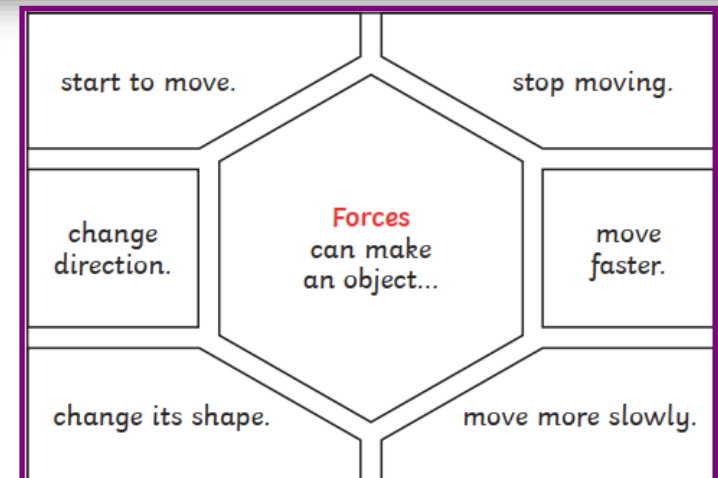 start to move.
stop moving.
change
direction.
Forces
can make
an object...
move
faster.
change its shape.
move more slowly.